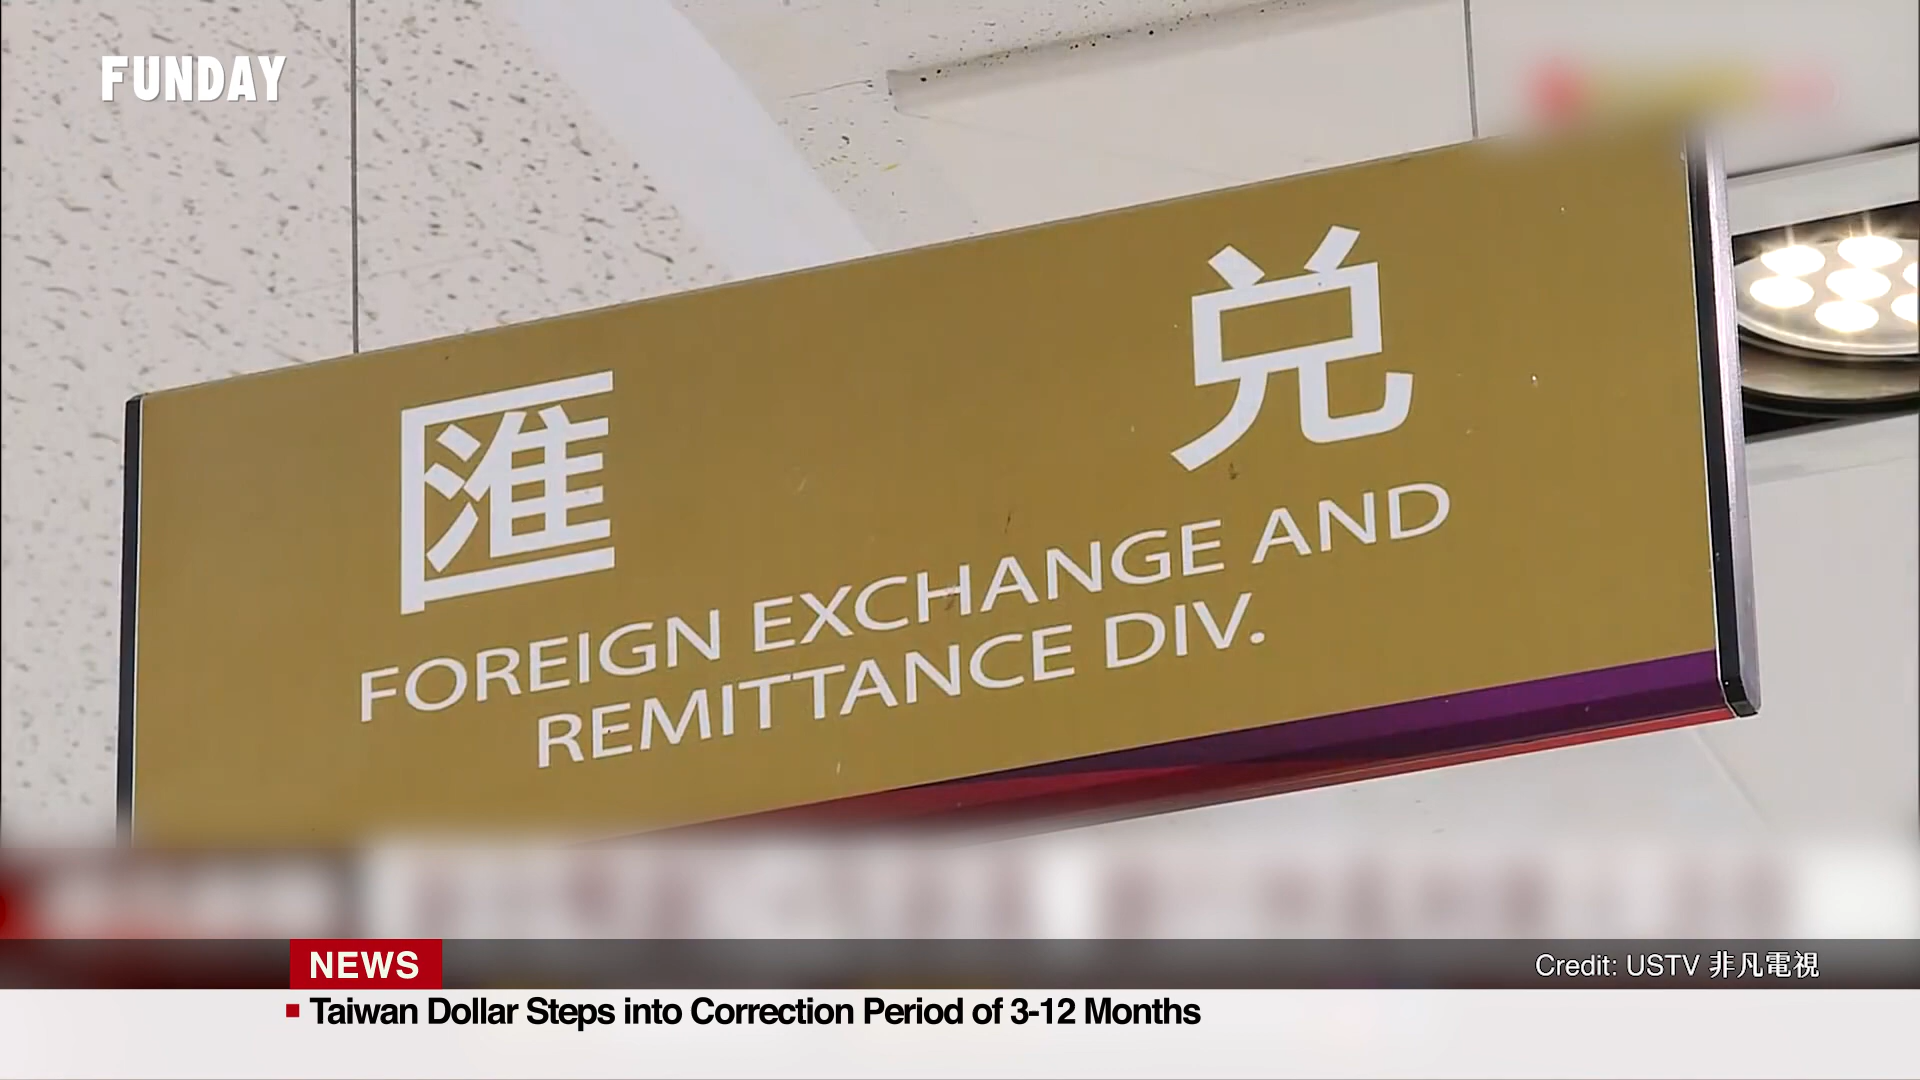 FUNDAY
匯 兌
FOREIGN EXCHANGE AND
REMITTANCE DIV.
NEWS
Credit: USTV 非凡電視
Taiwan Dollar Steps into Correction Period of 3-12 Months